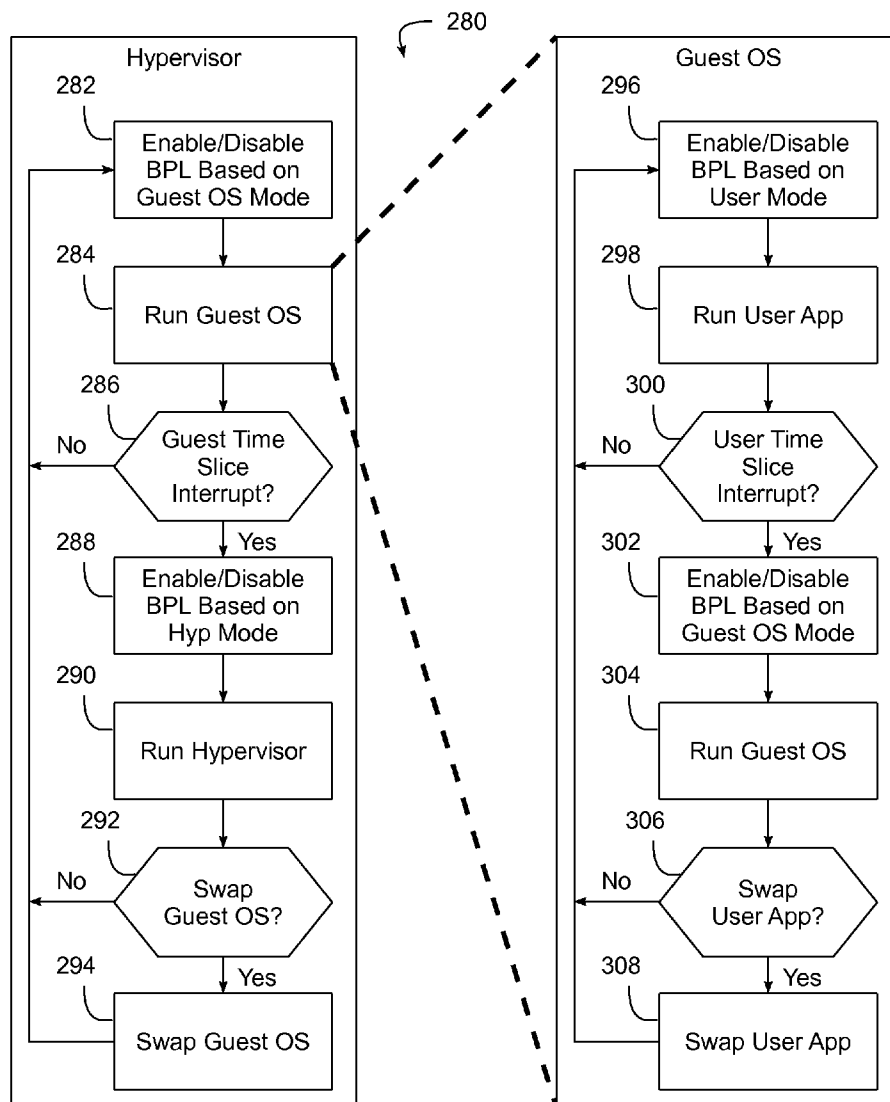 280
Hypervisor
282
Enable/Disable
BPL Based on
Guest OS Mode
284
Run Guest OS
286
No
Guest Time
Slice
Interrupt?
Yes
288
Enable/Disable
BPL Based on
Hyp Mode
290
Run Hypervisor
292
No
Swap
Guest OS?
Yes
294
Swap Guest OS
Guest OS
296
Enable/Disable
BPL Based on
User Mode
298
Run User App
300
No
User Time
Slice
Interrupt?
Yes
302
Enable/Disable
BPL Based on
Guest OS Mode
304
Run Guest OS
306
No
Swap
User App?
Yes
308
Swap User App